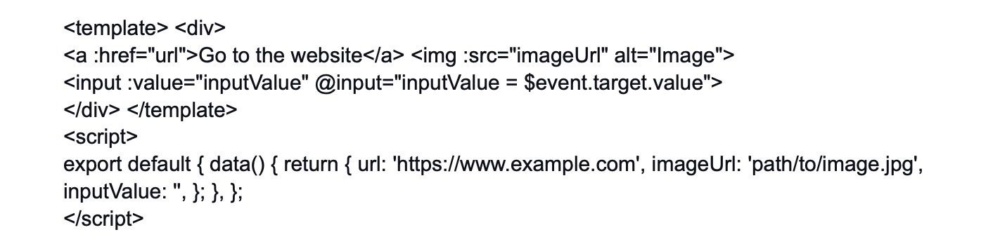 <template> <div>
<a :href="url">Go to the website</a> <img :src="imageUrl" alt="Image">
<input :value="inputValue" @input="inputValue = $event.target.value">
</div> </template>
<script>
export default { data() { return { url: 'https://www.example.com', imageUrl: 'path/to/image.jpg',
inputValue: '', }; }, };
</script>